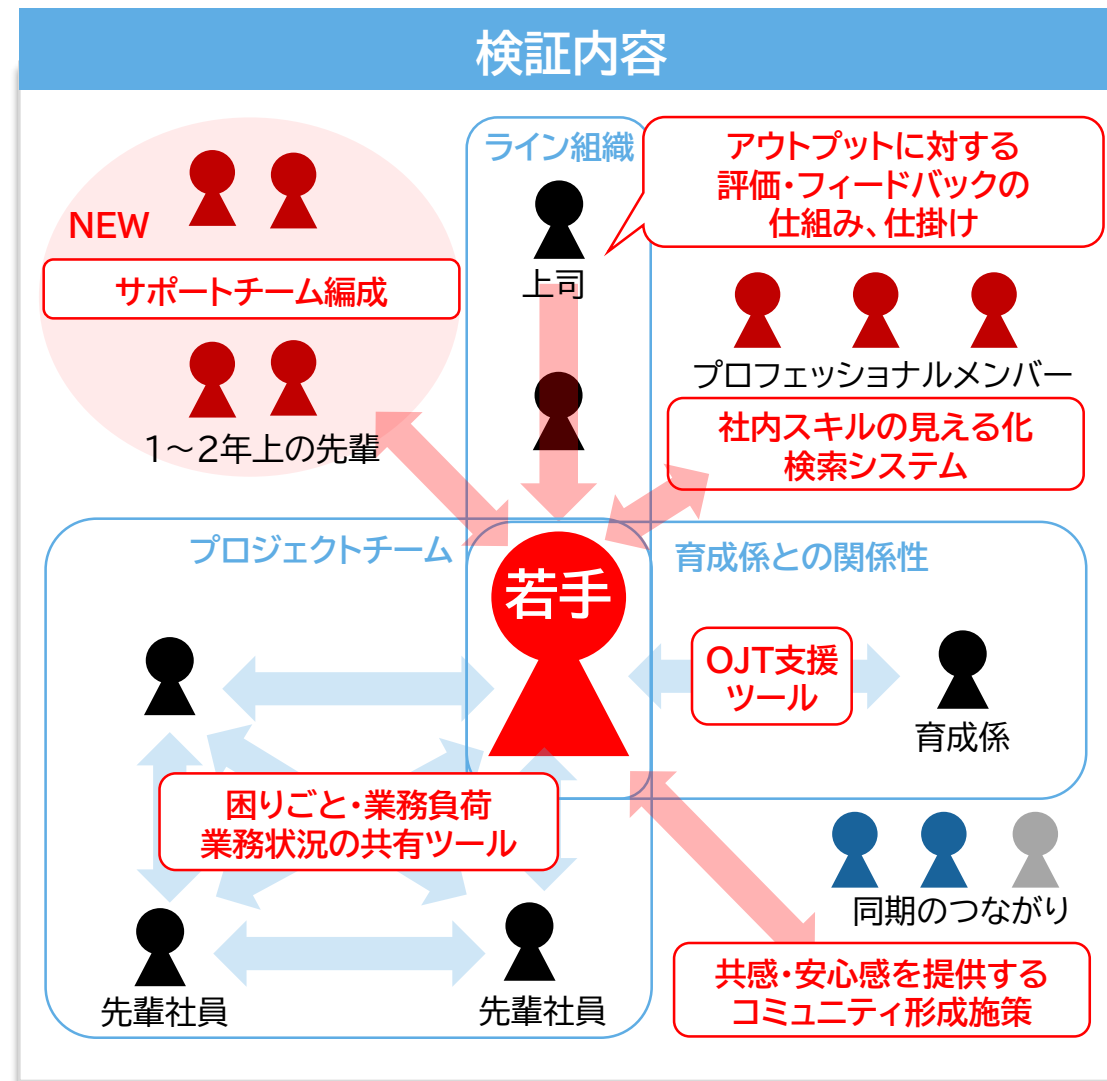 検証内容
NEW
サポートチーム編成
1～2年上の先輩
ライン組織
上司
アウトプットに対する
評価・フィードバックの
仕組み、仕掛け
プロフェッショナルメンバー
社内スキルの見える化
検索システム
プロジェクトチーム
若手
育成係との関係性
OJT支援
ツール
育成係
困りごと・業務負荷
業務状況の共有ツール
先輩社員
先輩社員
同期のつながり
共感・安心感を提供する
コミュニティ形成施策